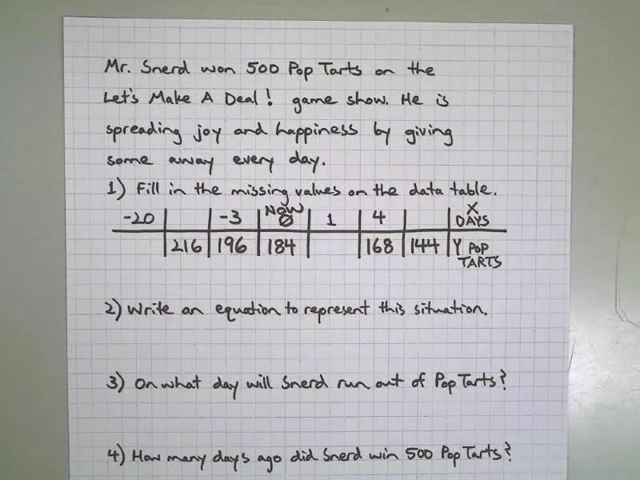 Mr. Snerd won 500 Pop Tarts on the
Let's Make A Deal! game show. He is
spreading joy and happiness by giving
some away every day.
1) Fill in the missing values on the data table.
-20 -3 NOW 0 1 4 X DAYS
216 196 184 168 144 Y POP TARTS
2) Write an equation to represent this situation.
3) On what day will Snerd run out of Pop Tarts?
4) How many days ago did Snerd win 500 Pop Tarts?